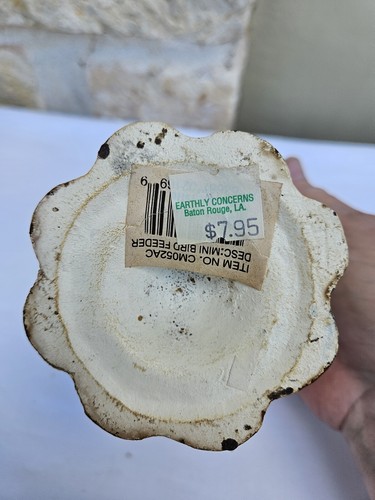 EARTHLY CONCERNS
Baton Rouge, LA.
$7.95
ITEM NO. CM052AC
DESC:MINI BIRD FEEDER